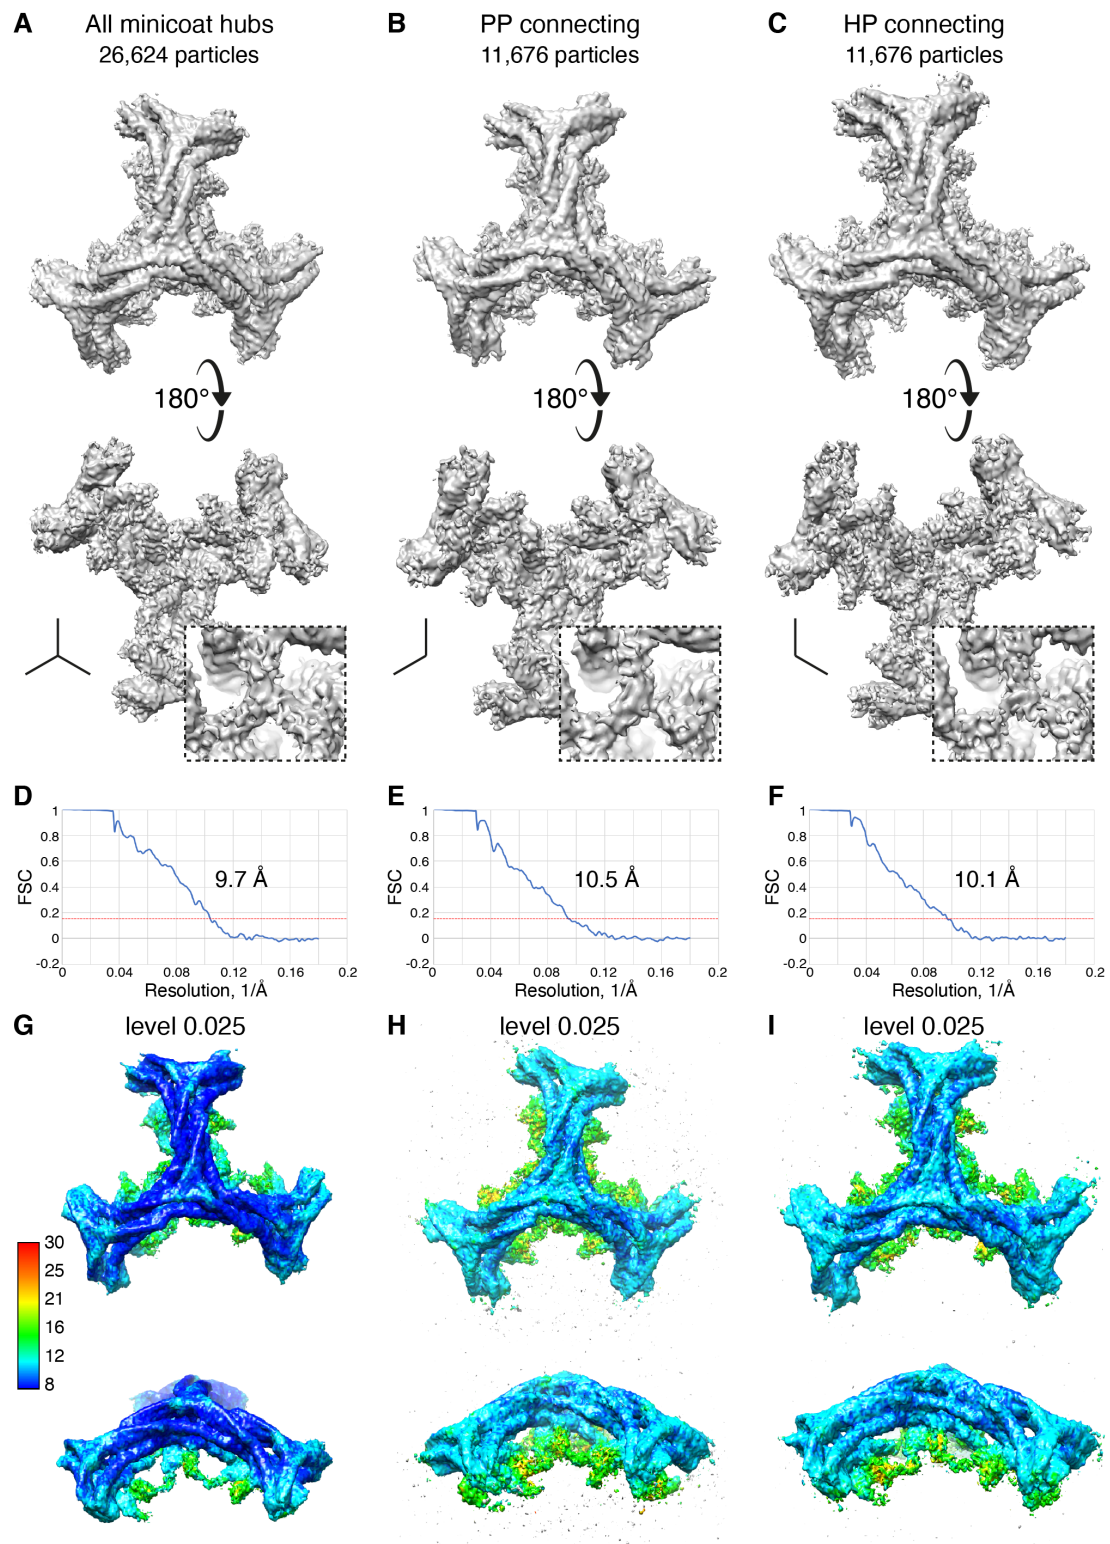 A All minicoat hubs
26,624 particles
B PP connecting
11,676 particles
C HP connecting
11,676 particles
180°
180°
180°
D
1
0.8
0.6
0.4
0.2
0
-0.2
FSC
9.7 Å
0 0.04 0.08 0.12 0.16 0.2
Resolution, 1/Å
E
1
0.8
0.6
0.4
0.2
0
-0.2
FSC
10.5 Å
0 0.04 0.08 0.12 0.16 0.2
Resolution, 1/Å
F
1
0.8
0.6
0.4
0.2
0
-0.2
FSC
10.1 Å
0 0.04 0.08 0.12 0.16 0.2
Resolution, 1/Å
G level 0.025
H level 0.025
I level 0.025
30
25
21
16
12
8